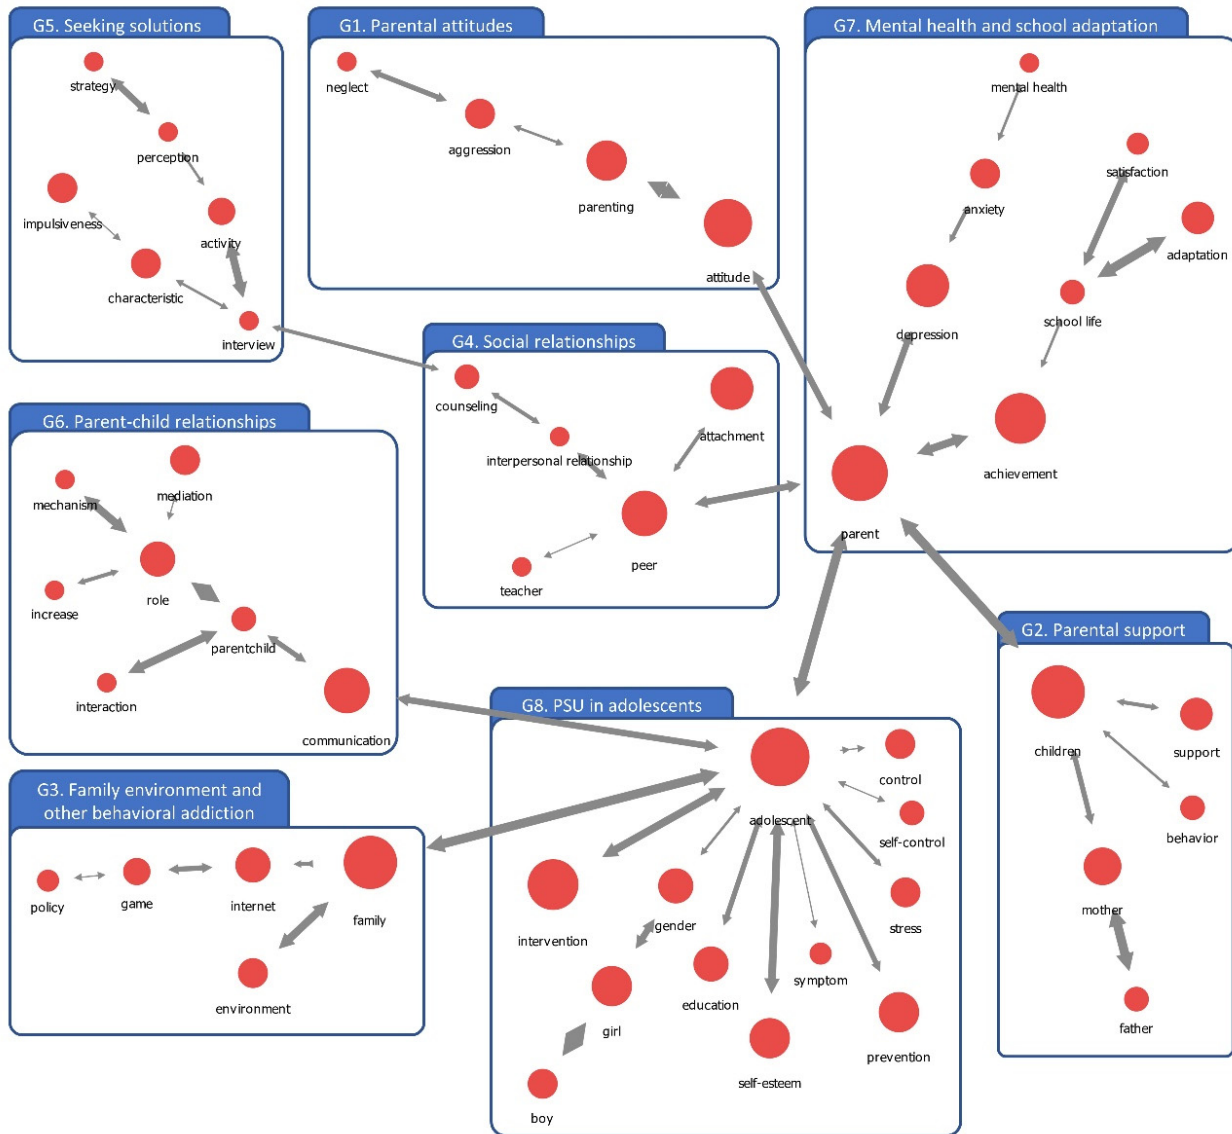 G5. Seeking solutions
strategy
perception
impulsiveness
activity
characteristic
interview
G1. Parental attitudes
neglect
aggression
parenting
attitude
G7. Mental health and school adaptation
mental health
satisfaction
anxiety
adaptation
school life
depression
achievement
parent
G4. Social relationships
counseling
attachment
interpersonal relationship
peer
teacher
G6. Parent-child relationships
mediation
mechanism
increase
role
parentchild
interaction
communication
G2. Parental support
children
support
behavior
mother
father
G8. PSU in adolescents
control
adolescent
self-control
stress
intervention
gender
symptom
education
girl
prevention
self-esteem
boy
G3. Family environment and
other behavioral addiction
policy
game
internet
family
environment